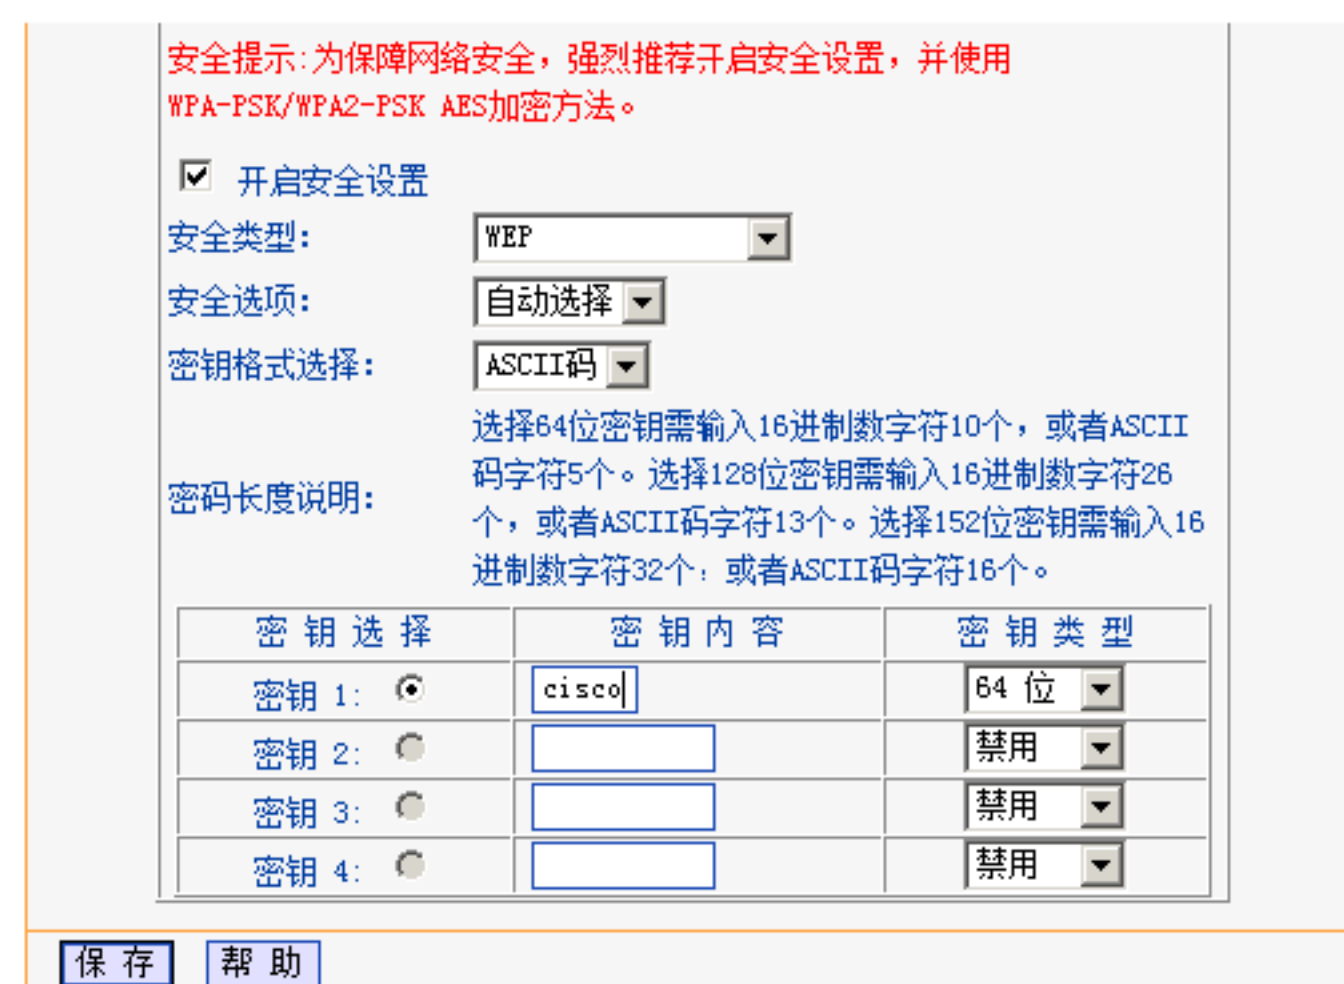 安全提示:为保障网络安全，强烈推荐开启安全设置，并使用
WPA-PSK/WPA2-PSK AES加密方法。
开启安全设置
安全类型: WEP
安全选项: 自动选择
密钥格式选择: ASCII码
选择64位密钥需输入16进制数字符10个，或者ASCII
码字符5个。选择128位密钥需输入16进制数字符26
密码长度说明:
个，或者ASCII码字符13个。选择152位密钥需输入16
进制数字符32个，或者ASCII码字符16个。
密 钥 选 择 密 钥 内 容 密 钥 类 型
密钥 1: cisco 64 位
密钥 2: 禁用
密钥 3: 禁用
密钥 4: 禁用
保 存 帮 助